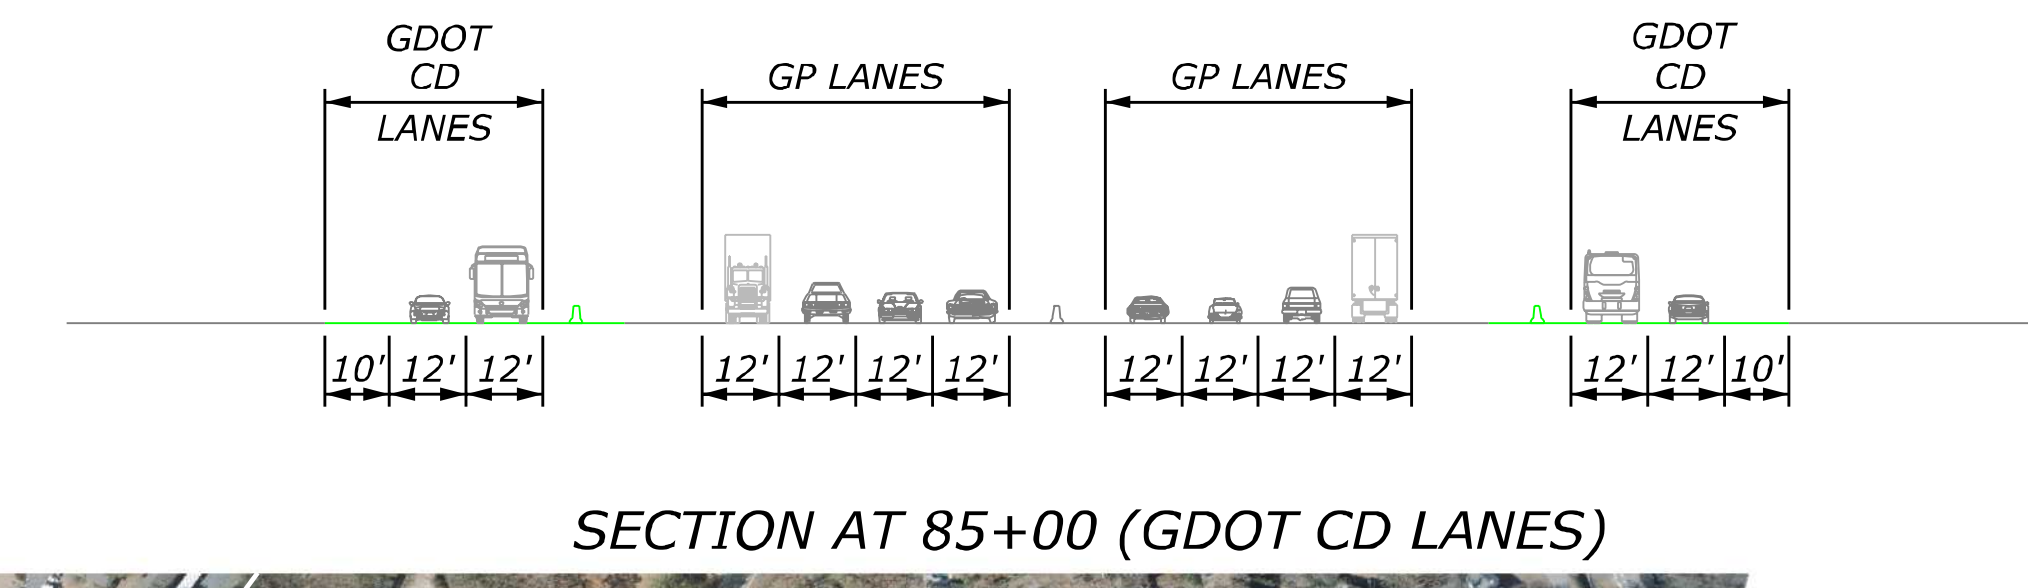 GDOT
CD
LANES
GP LANES
GP LANES
GDOT
CD
LANES
10' 12' 12' 12' 12' 12' 12' 12' 12' 12' 12' 12' 12' 10'
SECTION AT 85+00 (GDOT CD LANES)